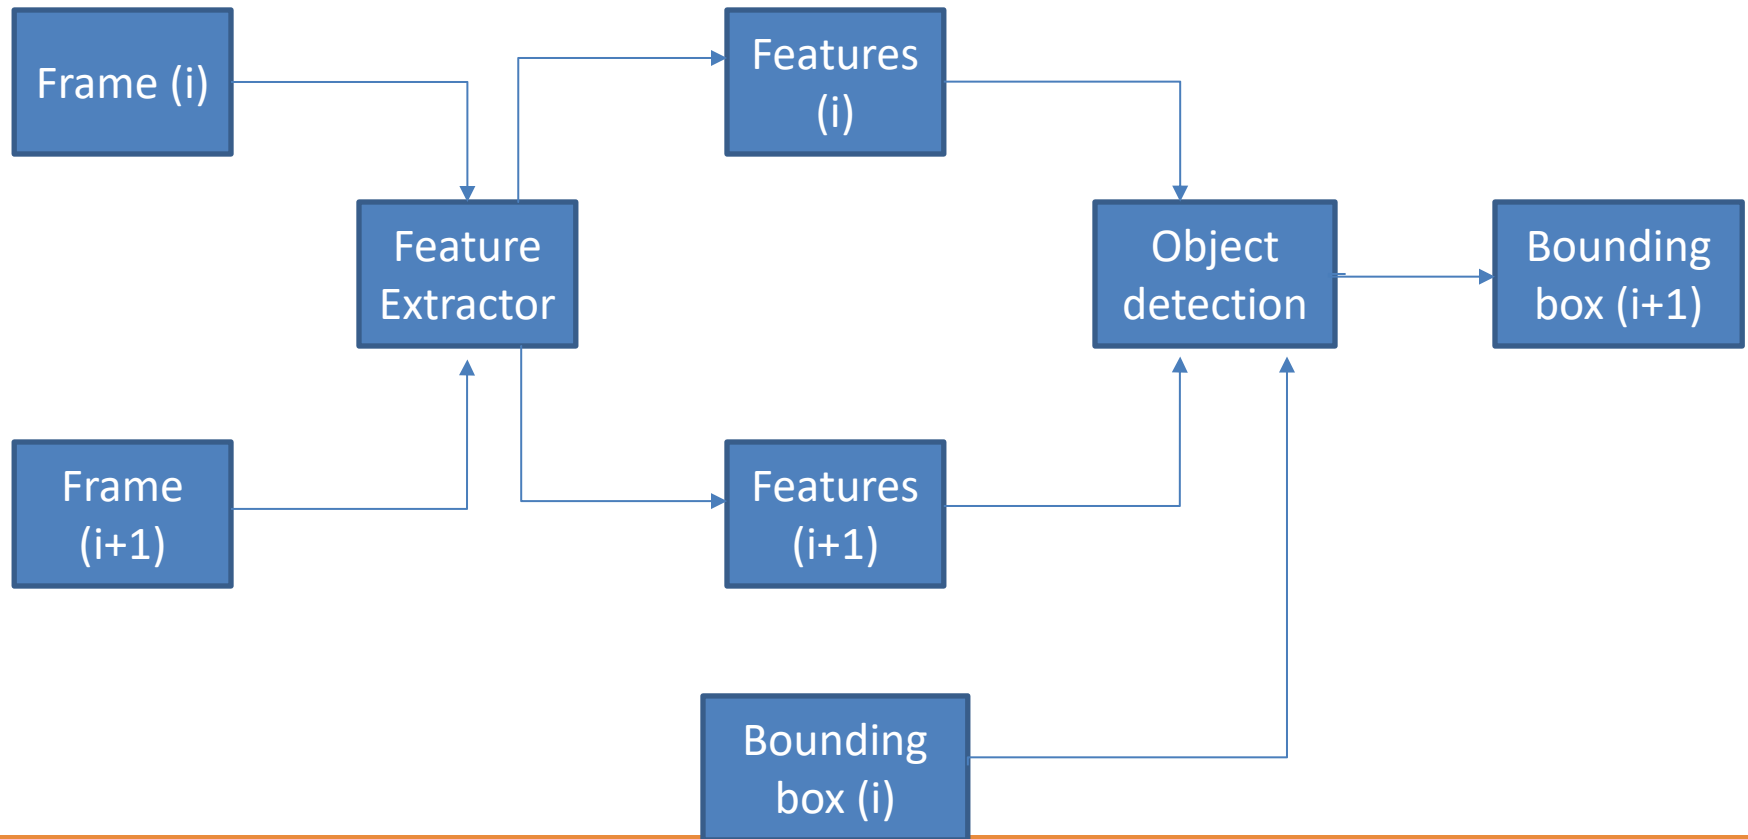 Frame (i)
Features
(i)
Feature
Extractor
Object
detection
Bounding
box (i+1)
Frame
(i+1)
Features
(i+1)
Bounding
box (i)